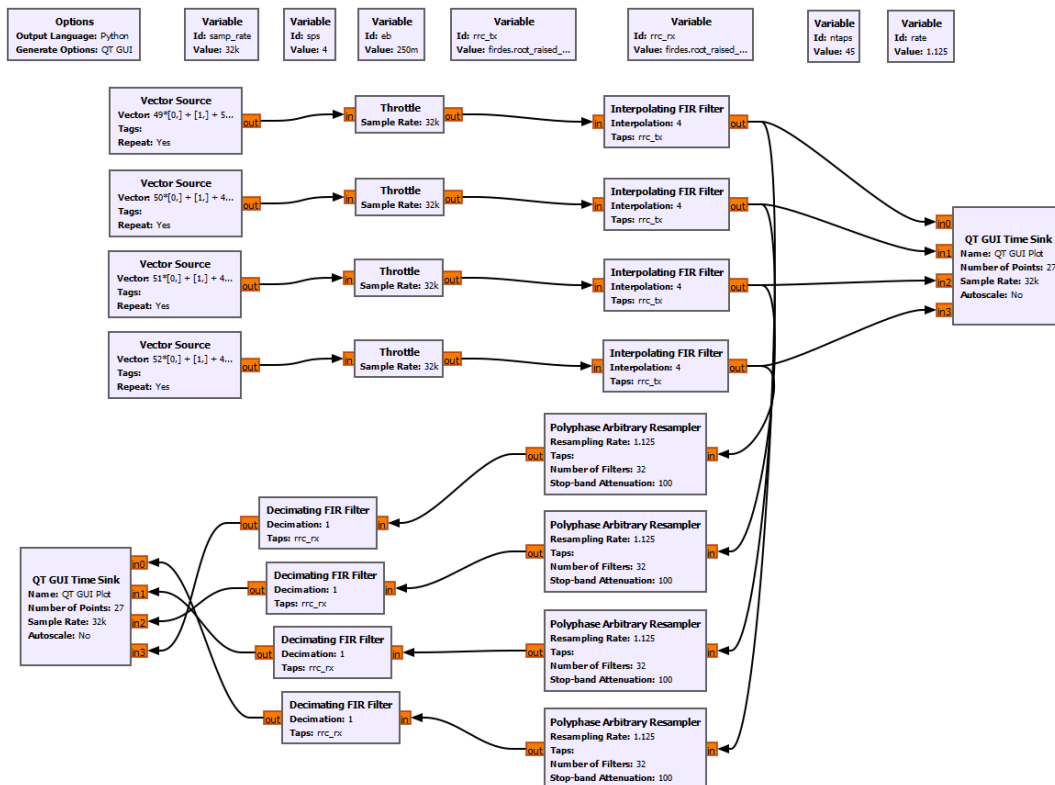 Options
Output Language: Python
Generate Options: QT GUI
Variable
Id: samp_rate
Value: 32k
Variable
Id: sps
Value: 4
Variable
Id: eb
Value: 250m
Variable
Id: rrc_tx
Value: firdes.root_raised_...
Variable
Id: rrc_rx
Value: firdes.root_raised_...
Variable
Id: ntaps
Value: 45
Variable
Id: rate
Value: 1.125
Vector Source
Vector: 49*[0,] + [1,] + 5...
Tags:
Repeat: Yes
out
in
Throttle
Sample Rate: 32k
out
in
Interpolating FIR Filter
Interpolation: 4
Taps: rrc_tx
out
Vector Source
Vector: 50*[0,] + [1,] + 4...
Tags:
Repeat: Yes
out
in
Throttle
Sample Rate: 32k
out
in
Interpolating FIR Filter
Interpolation: 4
Taps: rrc_tx
out
Vector Source
Vector: 51*[0,] + [1,] + 4...
Tags:
Repeat: Yes
out
in
Throttle
Sample Rate: 32k
out
in
Interpolating FIR Filter
Interpolation: 4
Taps: rrc_tx
out
Vector Source
Vector: 52*[0,] + [1,] + 4...
Tags:
Repeat: Yes
out
in
Throttle
Sample Rate: 32k
out
in
Interpolating FIR Filter
Interpolation: 4
Taps: rrc_tx
out
in0
in1
in2
in3
QT GUI Time Sink
Name: QT GUI Plot
Number of Points: 27
Sample Rate: 32k
Autoscale: No
Polyphase Arbitrary Resampler
Resampling Rate: 1.125
Taps:
Number of Filters: 32
Stop-band Attenuation: 100
out
in
Polyphase Arbitrary Resampler
Resampling Rate: 1.125
Taps:
Number of Filters: 32
Stop-band Attenuation: 100
out
in
Polyphase Arbitrary Resampler
Resampling Rate: 1.125
Taps:
Number of Filters: 32
Stop-band Attenuation: 100
out
in
Polyphase Arbitrary Resampler
Resampling Rate: 1.125
Taps:
Number of Filters: 32
Stop-band Attenuation: 100
out
in
Decimating FIR Filter
Decimation: 1
Taps: rrc_rx
out
in
Decimating FIR Filter
Decimation: 1
Taps: rrc_rx
out
in
Decimating FIR Filter
Decimation: 1
Taps: rrc_rx
out
in
Decimating FIR Filter
Decimation: 1
Taps: rrc_rx
out
in
QT GUI Time Sink
Name: QT GUI Plot
Number of Points: 27
Sample Rate: 32k
Autoscale: No
in0
in1
in2
in3